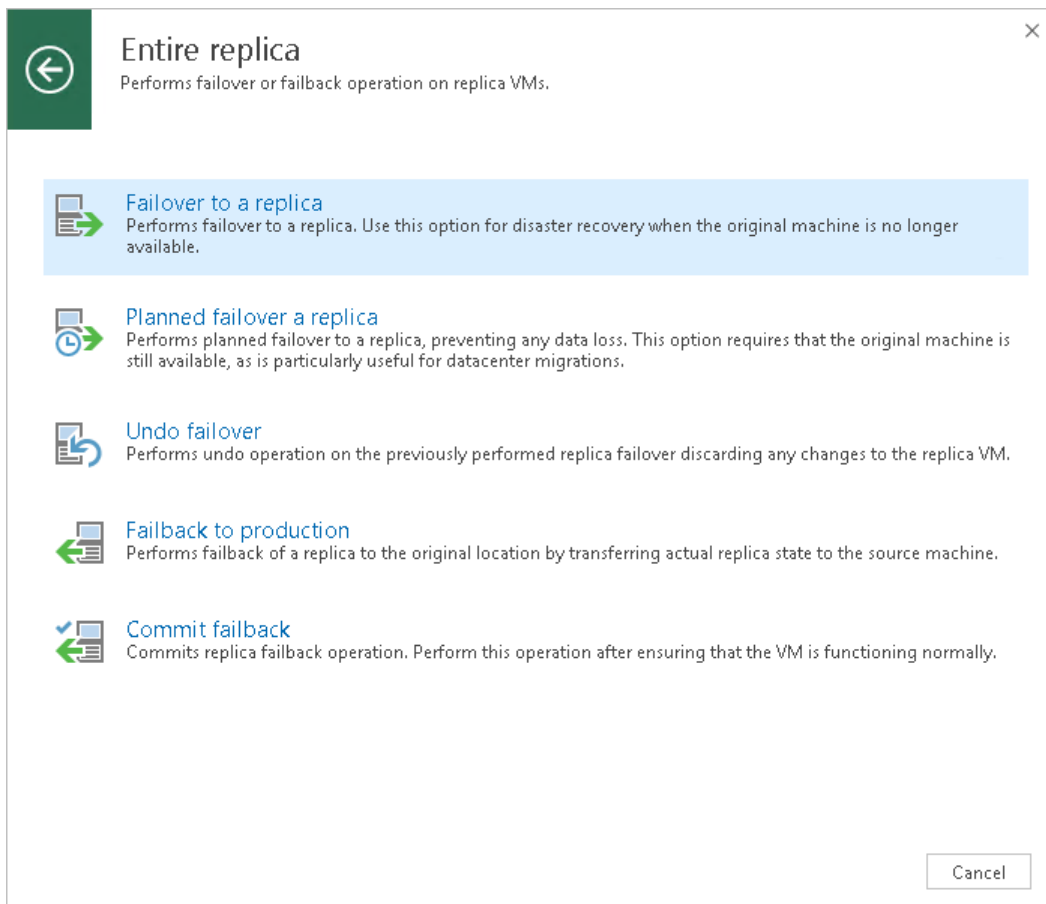 Entire replica
Performs failover or failback operation on replica VMs.
Failover to a replica
Performs failover to a replica. Use this option for disaster recovery when the original machine is no longer
available.
Planned failover a replica
Performs planned failover to a replica, preventing any data loss. This option requires that the original machine is
still available, as is particularly useful for datacenter migrations.
Undo failover
Performs undo operation on the previously performed replica failover discarding any changes to the replica VM.
Failback to production
Performs failback of a replica to the original location by transferring actual replica state to the source machine.
Commit failback
Commits replica failback operation. Perform this operation after ensuring that the VM is functioning normally.
Cancel